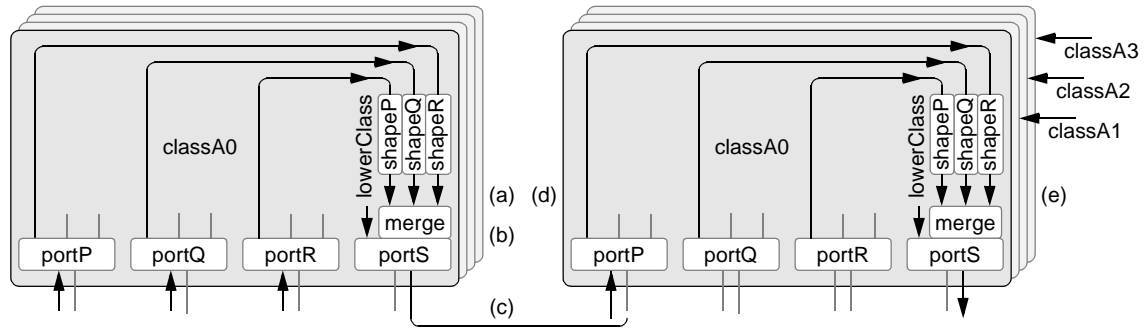 classA0
lowerClass
shapeP
shapeQ
shapeR
merge
portP
portQ
portR
portS
(a)
(b)
(c)
(d)
classA0
lowerClass
shapeP
shapeQ
shapeR
merge
portP
portQ
portR
portS
(e)
classA3
classA2
classA1